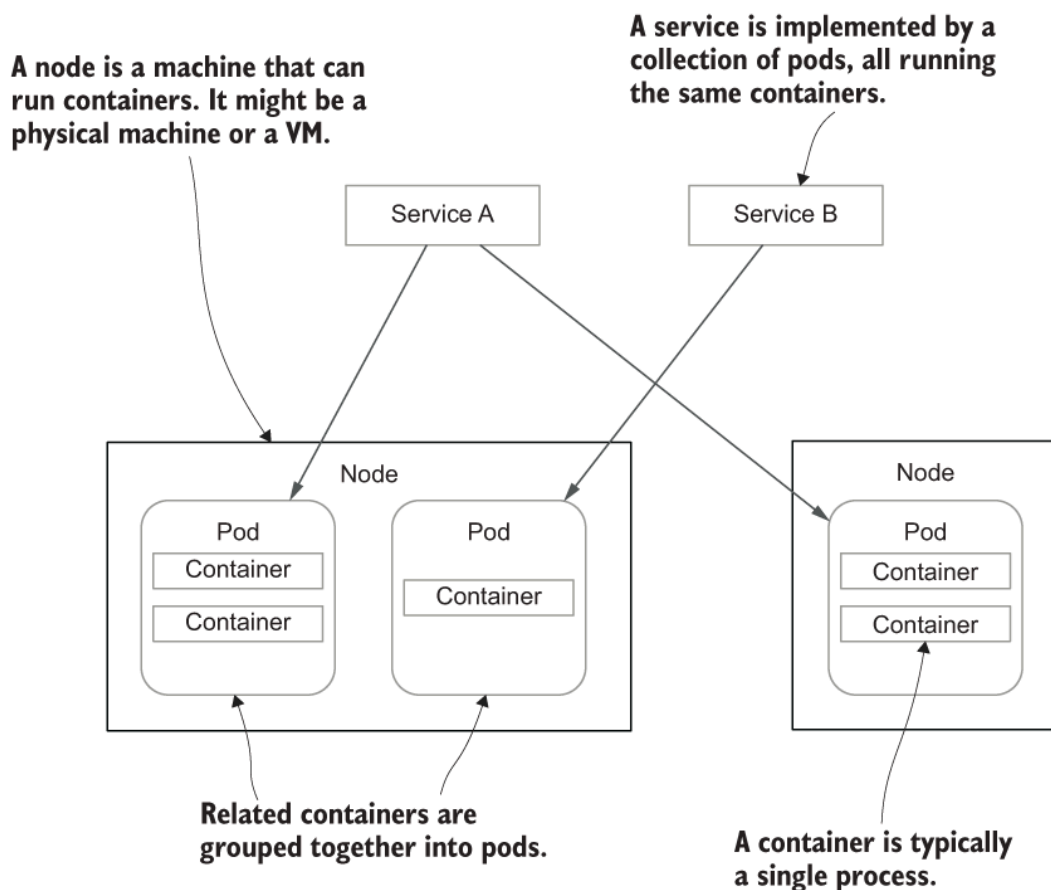 A node is a machine that can
run containers. It might be a
physical machine or a VM.
A service is implemented by a
collection of pods, all running
the same containers.
Service A
Service B
Node
Pod
Container
Container
Pod
Container
Node
Pod
Container
Container
Related containers are
grouped together into pods.
A container is typically
a single process.